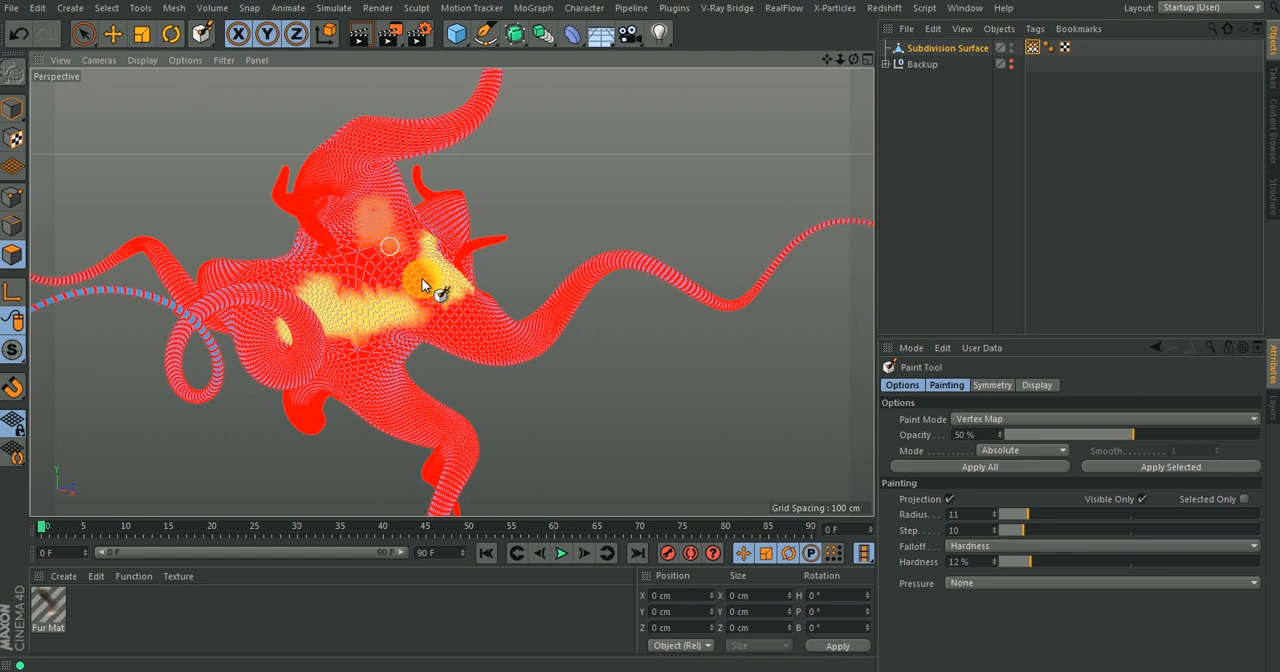 File Edit Create Select Tools Mesh Volume Snap Animate Simulate Render Sculpt Motion Tracker MoGraph Character Pipeline Plugins V-Ray Bridge RealFlow X-Particles Redshift Script Window Help Layout: Startup (User)
X Y Z
File Edit View Objects Tags Bookmarks
Subdivision Surface
Backup
View Cameras Display Options Filter Panel
Perspective
Objects
Takes
Content Browser
Structure
S
Y
Z
Grid Spacing : 100 cm
Mode Edit User Data
Paint Tool
Options Painting Symmetry Display
Options
Paint Mode Vertex Map
Opacity . . . 50 %
Mode . . . . . . . . . Absolute Smooth. . . . 1
Apply All Apply Selected
Painting
Projection Visible Only Selected Only
Radius. . . 11
Step. . . . . 10
Falloff . . . Hardness
Hardness 12 %
Pressure None
Attributes
Layers
0 5 10 15 20 25 30 35 40 45 50 55 60 65 70 75 80 85 90 0 F
0 F 0 F 90 F 90 F
P
Create Edit Function Texture
Fur Mat
Position Size Rotation
X 0 cm X 0 cm H 0 °
Y 0 cm Y 0 cm P 0 °
Z 0 cm Z 0 cm B 0 °
Object (Rel) Size Apply
MAXON
CINEMA 4D